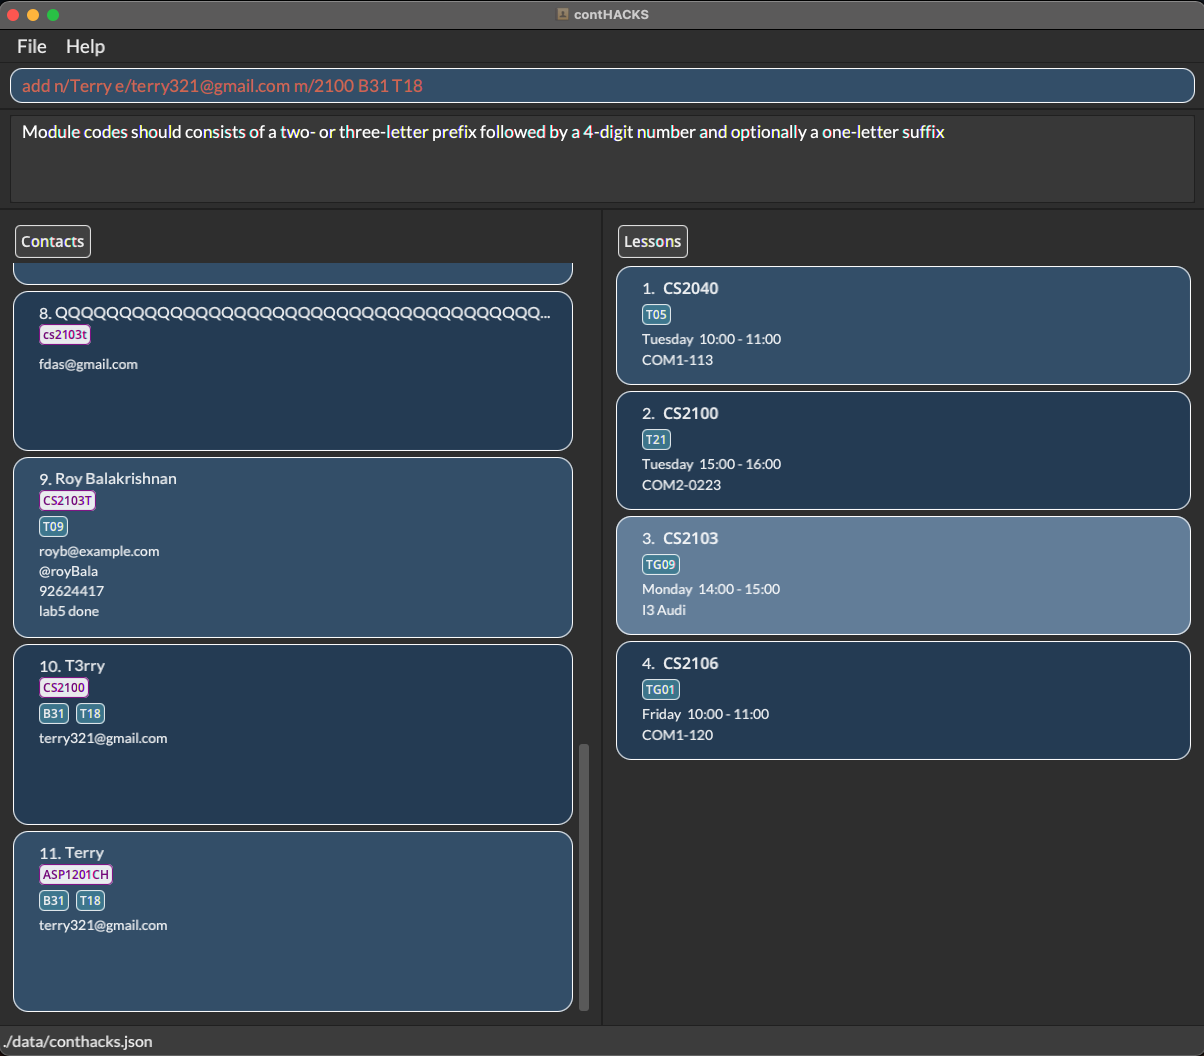 contHACKS
File Help
add n/Terry e/terry321@gmail.com m/2100 B31 T18
Module codes should consists of a two- or three-letter prefix followed by a 4-digit number and optionally a one-letter suffix
Contacts
8. QQQQQQQQQQQQQQQQQQQQQQQQQQQQQQQQQQQQQQ...
cs2103t
fdas@gmail.com
9. Roy Balakrishnan
CS2103T
T09
royb@example.com
@royBala
92624417
lab5 done
10. T3rry
CS2100
B31 T18
terry321@gmail.com
11. Terry
ASP1201CH
B31 T18
terry321@gmail.com
Lessons
1. CS2040
T05
Tuesday 10:00 - 11:00
COM1-113
2. CS2100
T21
Tuesday 15:00 - 16:00
COM2-0223
3. CS2103
TG09
Monday 14:00 - 15:00
I3 Audi
4. CS2106
TG01
Friday 10:00 - 11:00
COM1-120
./data/conthacks.json